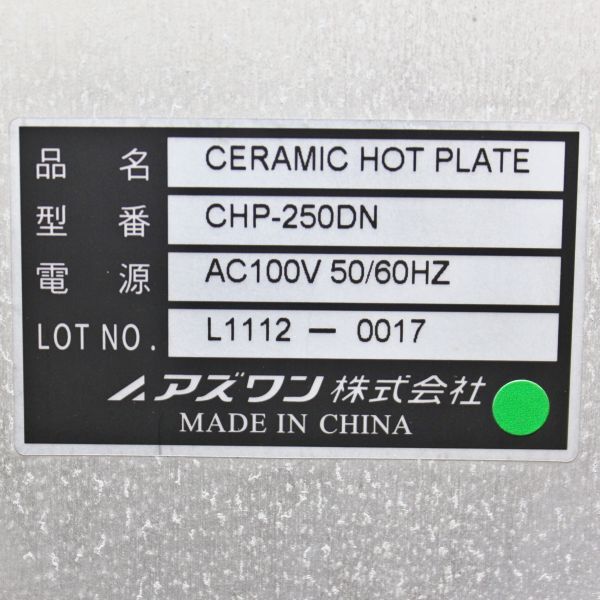 品名 CERAMIC HOT PLATE
型番 CHP-250DN
電源 AC100V 50/60HZ
LOT NO. L1112 － 0017
アズワン株式会社
MADE IN CHINA